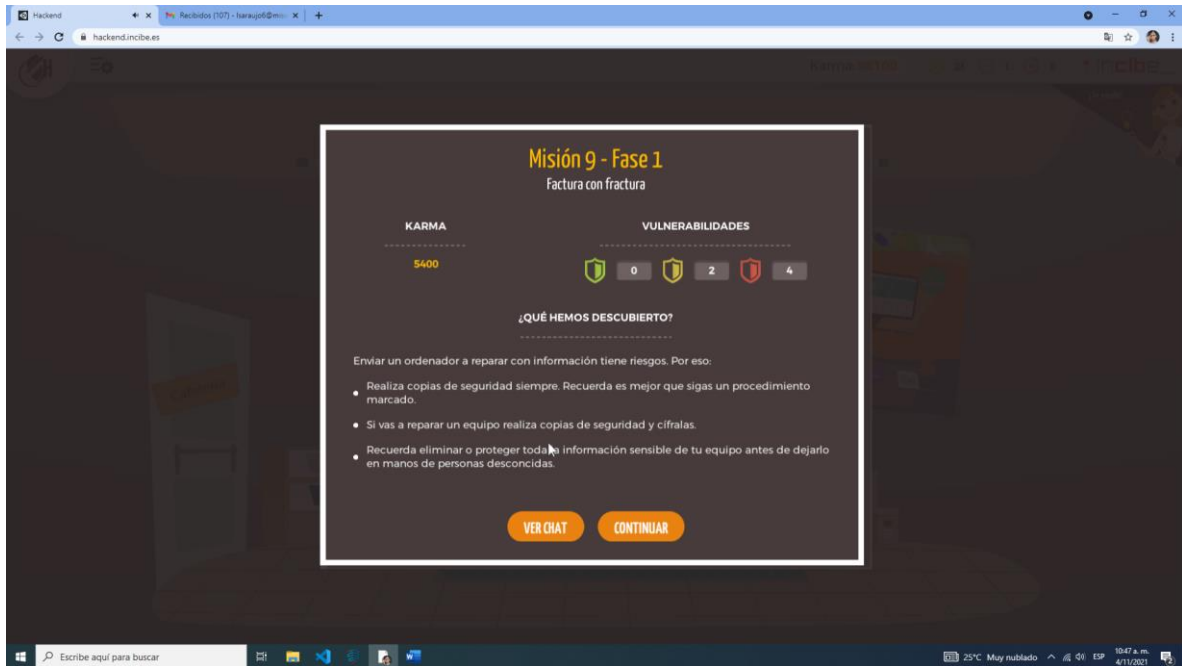 Hackend
Recibidos (107) - lsaraujo6@mis
hackend.incibe.es
Karma
incibe
Misión 9 - Fase 1
Factura con fractura
KARMA
VULNERABILIDADES
5400
0 2 4
¿QUÉ HEMOS DESCUBIERTO?
Enviar un ordenador a reparar con información tiene riesgos. Por eso:
Realiza copias de seguridad siempre. Recuerda es mejor que sigas un procedimiento
marcado.
Si vas a reparar un equipo realiza copias de seguridad y cífralas.
Recuerda eliminar o proteger toda la información sensible de tu equipo antes de dejarlo
en manos de personas desconcidas.
VER CHAT CONTINUAR
Escribe aquí para buscar
25°C Muy nublado ESP 10:47 a. m.
4/11/2021